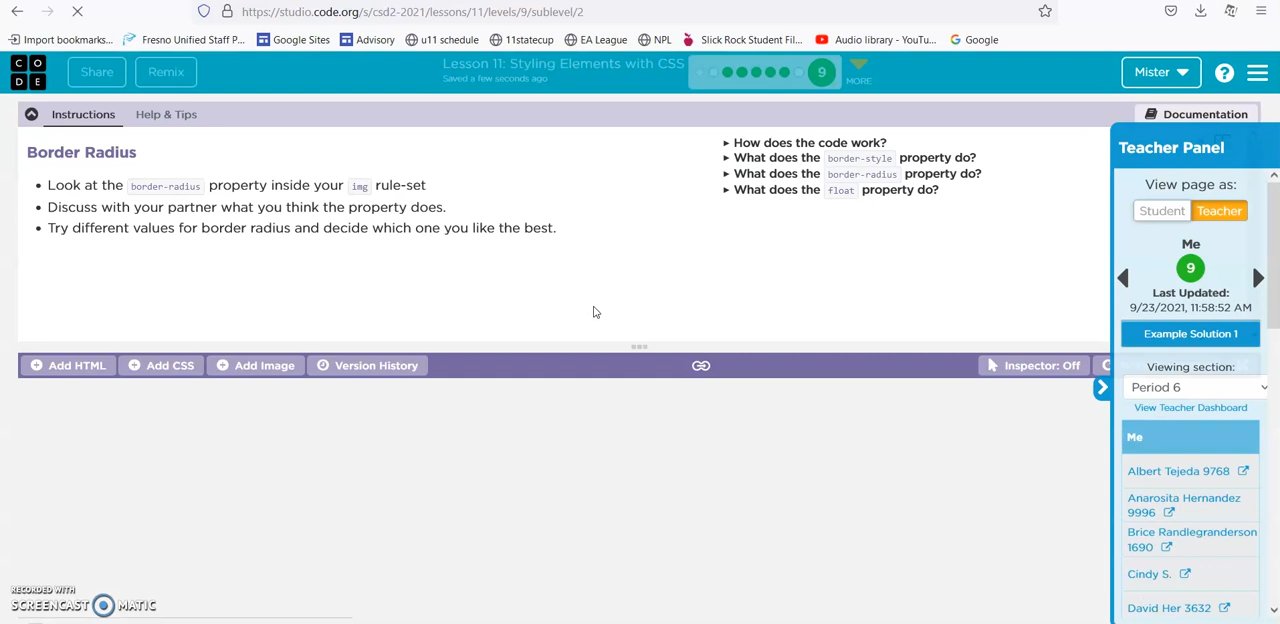 https://studio.code.org/s/csd2-2021/lessons/11/levels/9/sublevel/2
Import bookmarks... Fresno Unified Staff P... Google Sites Advisory u11 schedule 11statecup EA League NPL Slick Rock Student Fil... Audio library - YouTu... Google
CO
DE
Share Remix Lesson 11: Styling Elements with CSS
Saved a few seconds ago
9 MORE Mister ?
Instructions Help & Tips Documentation
Border Radius
Look at the border-radius property inside your img rule-set
Discuss with your partner what you think the property does.
Try different values for border radius and decide which one you like the best.
How does the code work?
What does the border-style property do?
What does the border-radius property do?
What does the float property do?
Add HTML Add CSS Add Image Version History Inspector: Off
Teacher Panel
View page as:
Student Teacher
Me
9
Last Updated:
9/23/2021, 11:58:52 AM
Example Solution 1
Viewing section:
Period 6
View Teacher Dashboard
Me
Albert Tejeda 9768
Anarosita Hernandez
9996
Brice Randlegranderson
1690
Cindy S.
David Her 3632
RECORDED WITH
SCREENCAST MATIC